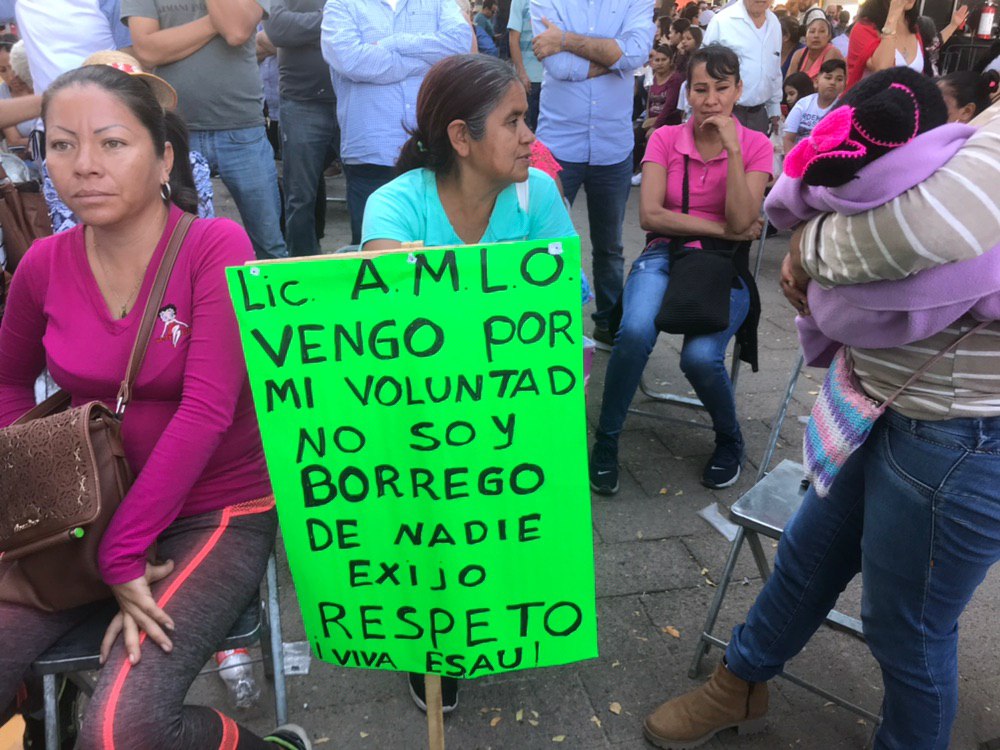 Lic. A.M.L.O.
VENGO POR
MI VOLUNTAD
NO SOY
BORREGO
DE NADIE
EXIJO
RESPETO
¡VIVA ESAU!